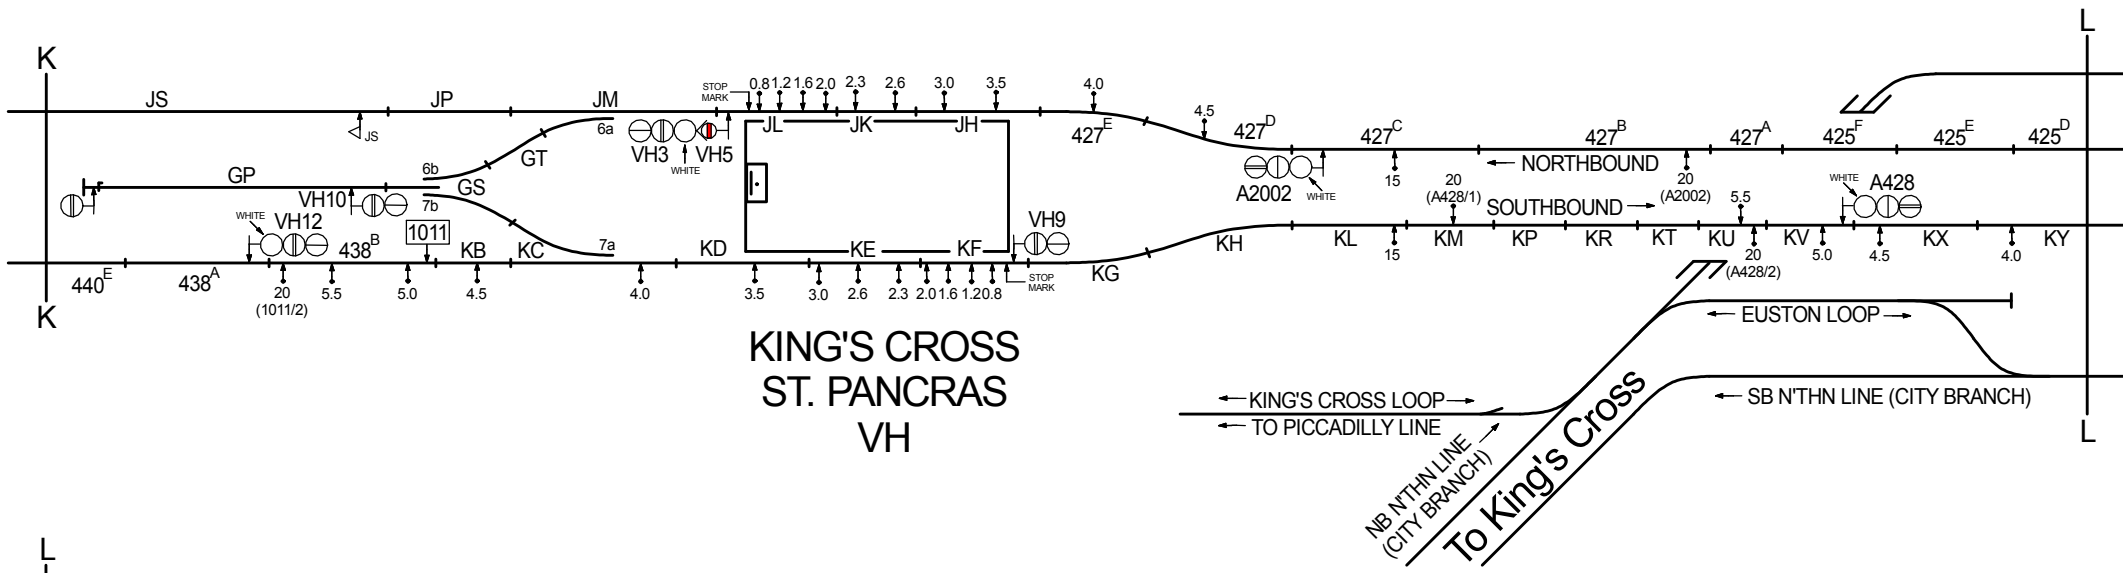 K
L
JS
JP
JM
STOP
MARK
0.8
1.2
1.6
2.0
2.3
2.6
3.0
3.5
4.0
4.5
JS
6a
VH3
VH5
WHITE
JL
JK
JH
427E
427D
427C
427B
427A
425F
425E
425D
GT
GP
6b
GS
7b
VH10
A2002
WHITE
15
NORTHBOUND
20
(A2002)
20
(A428/1)
SOUTHBOUND
5.5
WHITE
A428
WHITE
VH12
438B
1011
7a
VH9
440E
438A
20
(1011/2)
5.5
5.0
KB
4.5
KC
4.0
KD
3.5
3.0
KE
2.6
2.3
KF
2.0
1.6
1.2
0.8
STOP
MARK
KG
KH
KL
15
KM
KP
KR
KT
KU
20
(A428/2)
KV
5.0
4.5
KX
4.0
KY
K
KING'S CROSS
ST. PANCRAS
VH
EUSTON LOOP
KING'S CROSS LOOP
TO PICCADILLY LINE
SB N'THN LINE (CITY BRANCH)
NB N'THN LINE
(CITY BRANCH)
To King's Cross
L
L